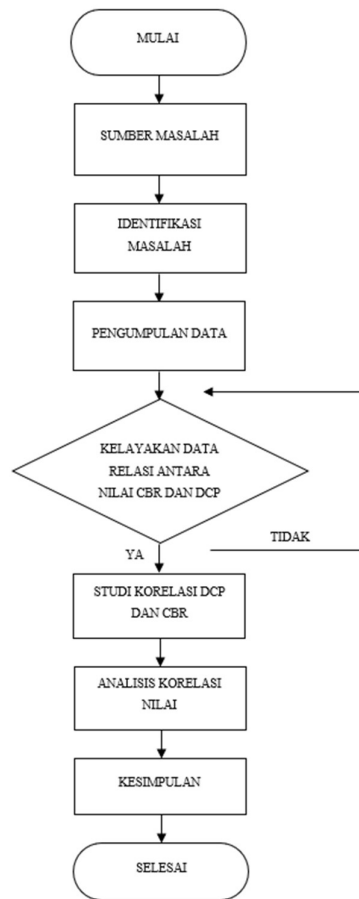 MULAI
SUMBER MASALAH
IDENTIFIKASI
MASALAH
PENGUMPULAN DATA
KELAYAKAN DATA
RELASI ANTARA
NILAI CBR DAN DCP
TIDAK
YA
STUDI KORELASI DCP
DAN CBR
ANALISIS KORELASI
NILAI
KESIMPULAN
SELESAI